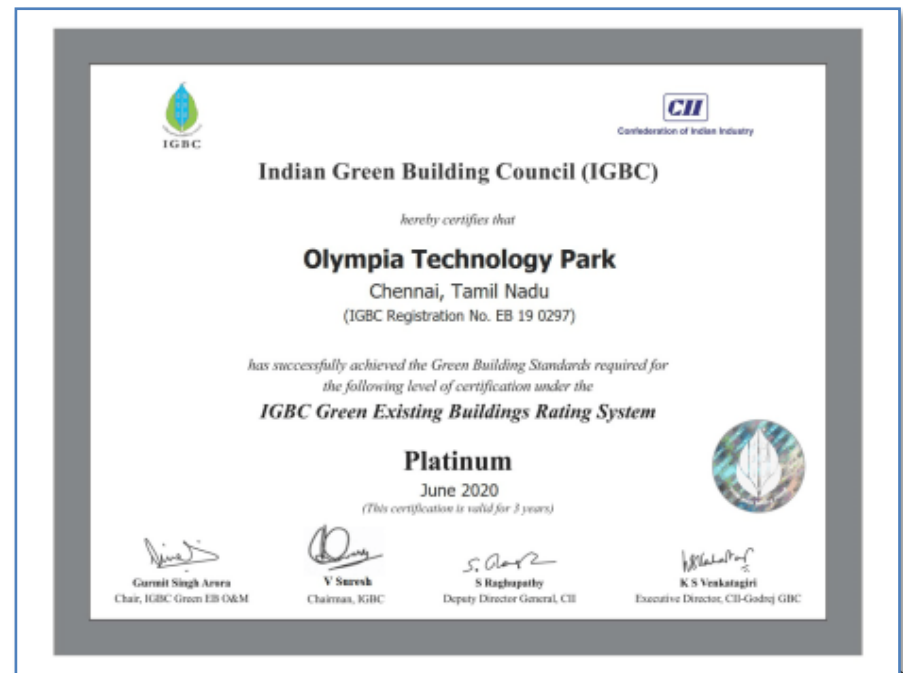 IGBC
CII
Confederation of Indian Industry
Indian Green Building Council (IGBC)
hereby certifies that
Olympia Technology Park
Chennai, Tamil Nadu
(IGBC Registration No. EB 19 0297)
has successfully achieved the Green Building Standards required for
the following level of certification under the
IGBC Green Existing Buildings Rating System
Platinum
June 2020
(This certification is valid for 3 years)
Gurmit Singh Arora
Chair, IGBC Green EB O&M
V Suresh
Chairman, IGBC
S Raghupathy
Deputy Director General, CII
K S Venkatagiri
Executive Director, CII-Godrej GBC